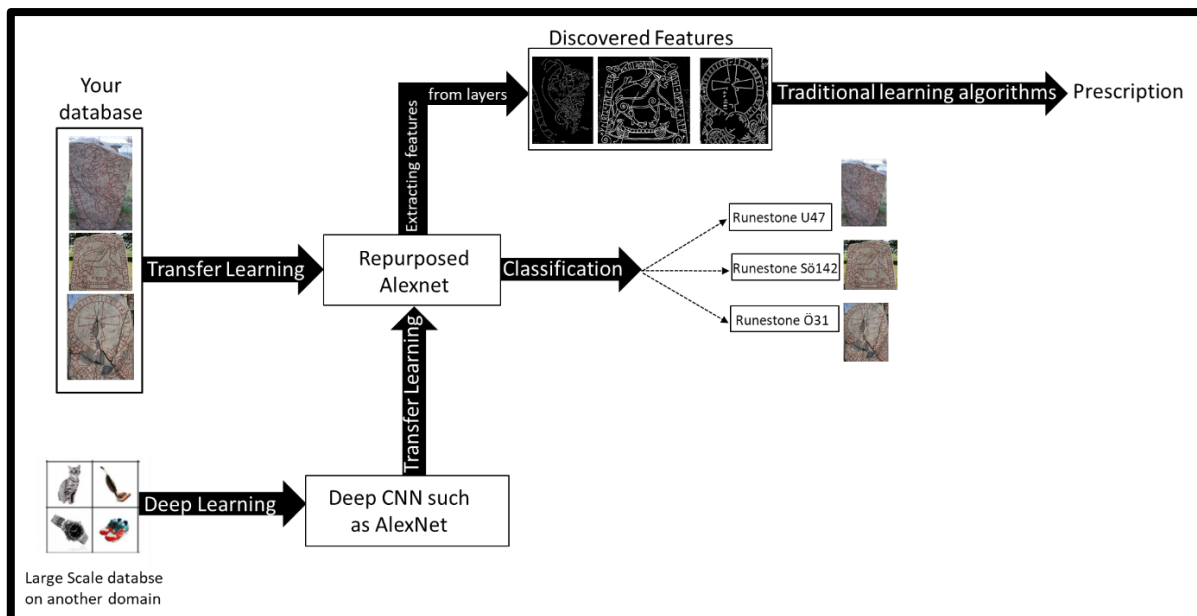 Discovered Features
Your
database
from layers
Extracting features
Traditional learning algorithms
Prescription
Transfer Learning
Repurposed
Alexnet
Classification
Runestone U47
Runestone Sö142
Runestone Ö31
Transfer Learning
Deep Learning
Deep CNN such
as AlexNet
Large Scale databse
on another domain